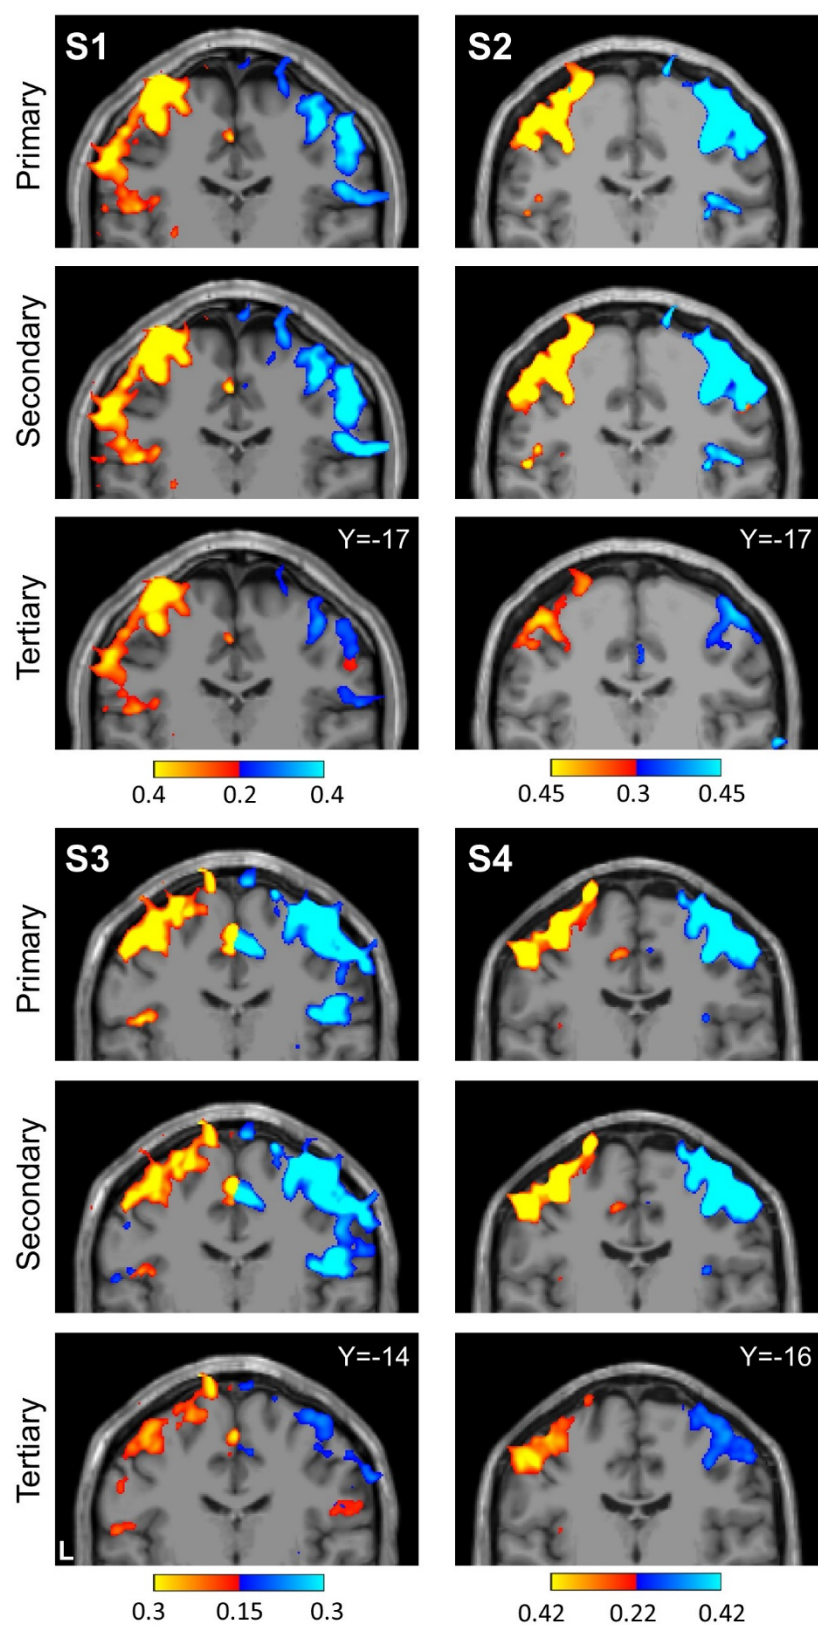 S1 S2
Primary
Secondary
Y=-17 Y=-17
Tertiary
0.4 0.2 0.4 0.45 0.3 0.45
S3 S4
Primary
Secondary
Y=-14 Y=-16
Tertiary
L
0.3 0.15 0.3 0.42 0.22 0.42